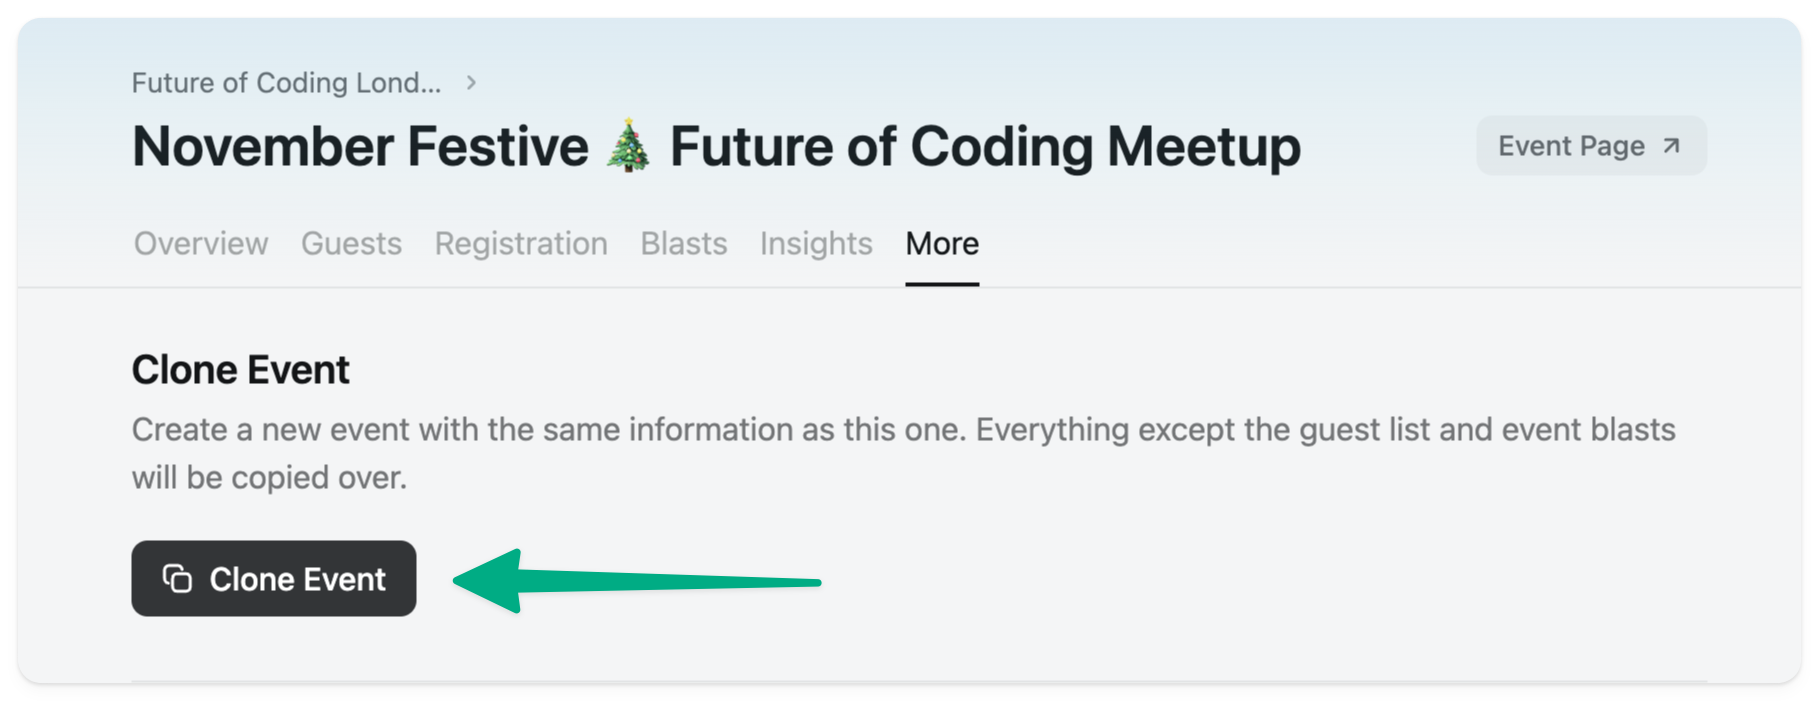 Future of Coding Lond... >
November Festive 🎄 Future of Coding Meetup
Event Page ↗
Overview Guests Registration Blasts Insights More
Clone Event
Create a new event with the same information as this one. Everything except the guest list and event blasts
will be copied over.
Clone Event